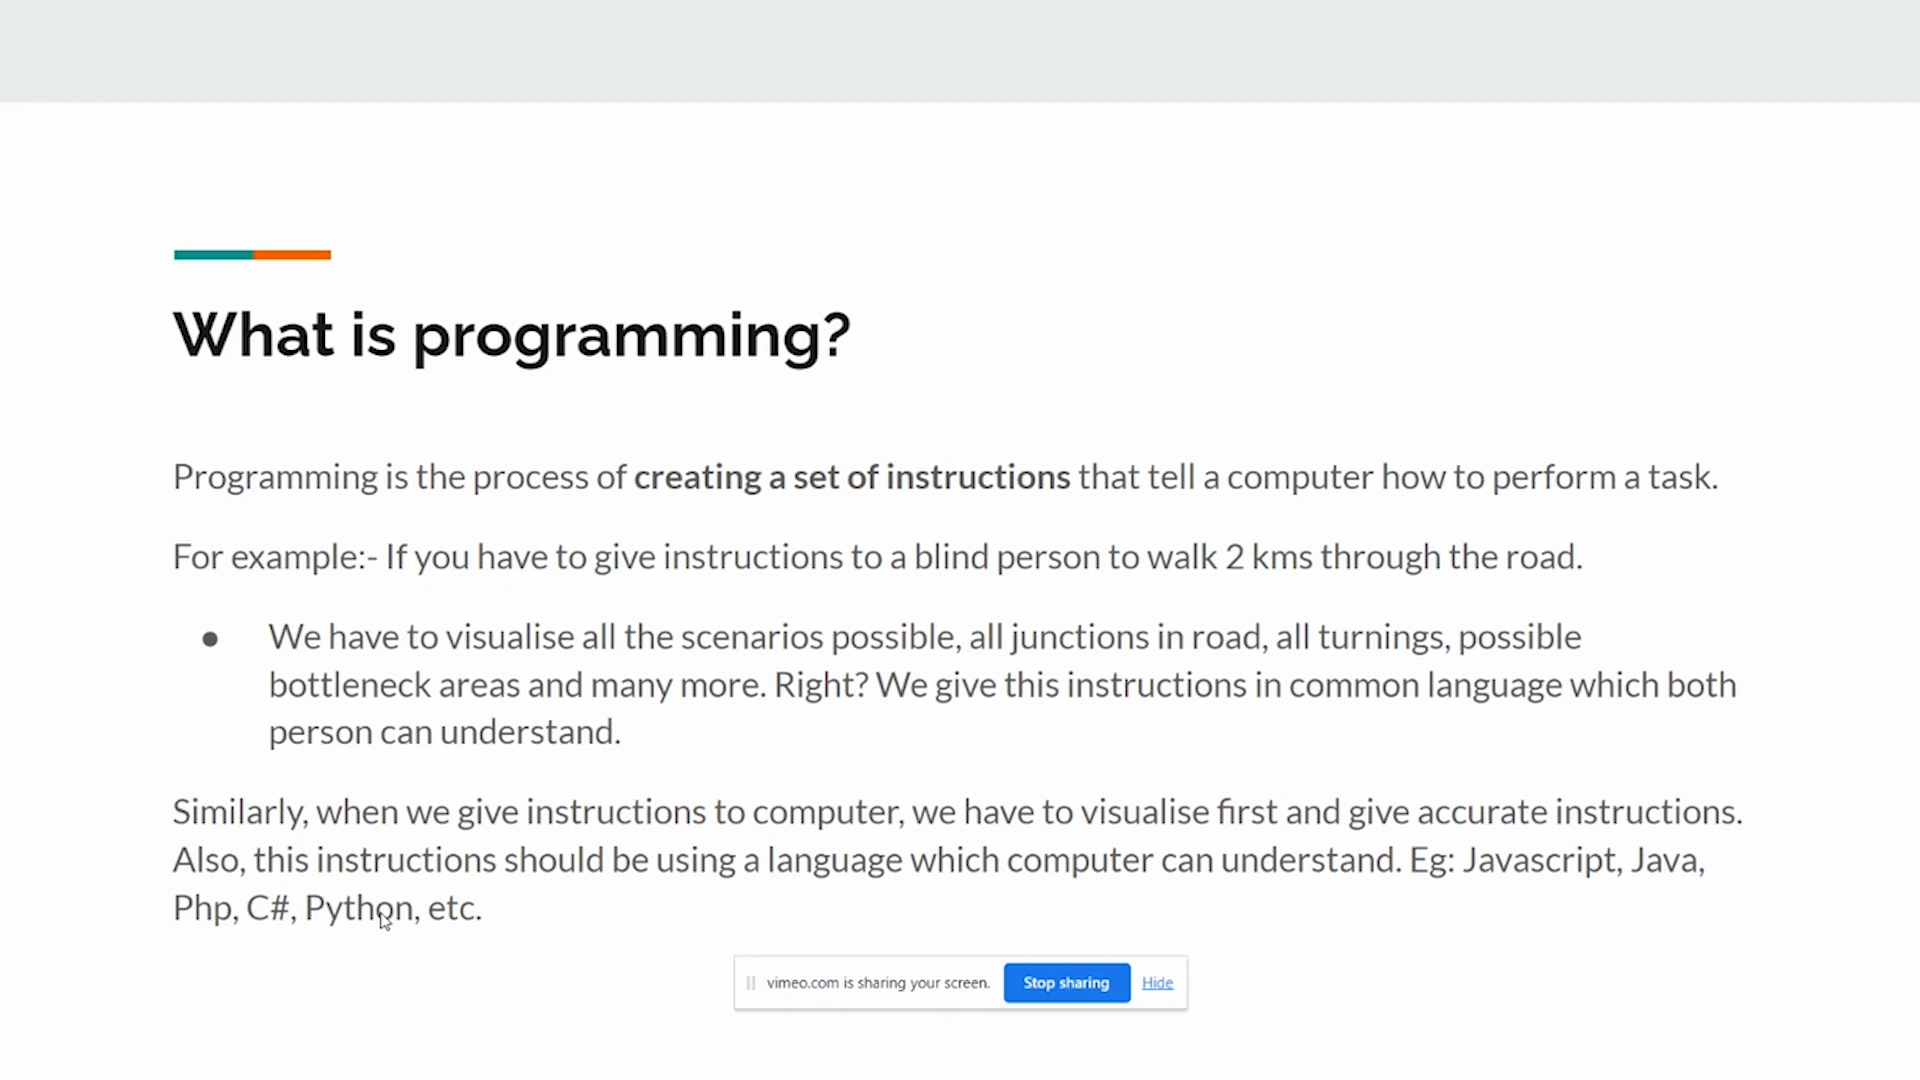 What is programming?
Programming is the process of creating a set of instructions that tell a computer how to perform a task.
For example:- If you have to give instructions to a blind person to walk 2 kms through the road.
● We have to visualise all the scenarios possible, all junctions in road, all turnings, possible
bottleneck areas and many more. Right? We give this instructions in common language which both
person can understand.
Similarly, when we give instructions to computer, we have to visualise first and give accurate instructions.
Also, this instructions should be using a language which computer can understand. Eg: Javascript, Java,
Php, C#, Python, etc.
vimeo.com is sharing your screen. Stop sharing Hide